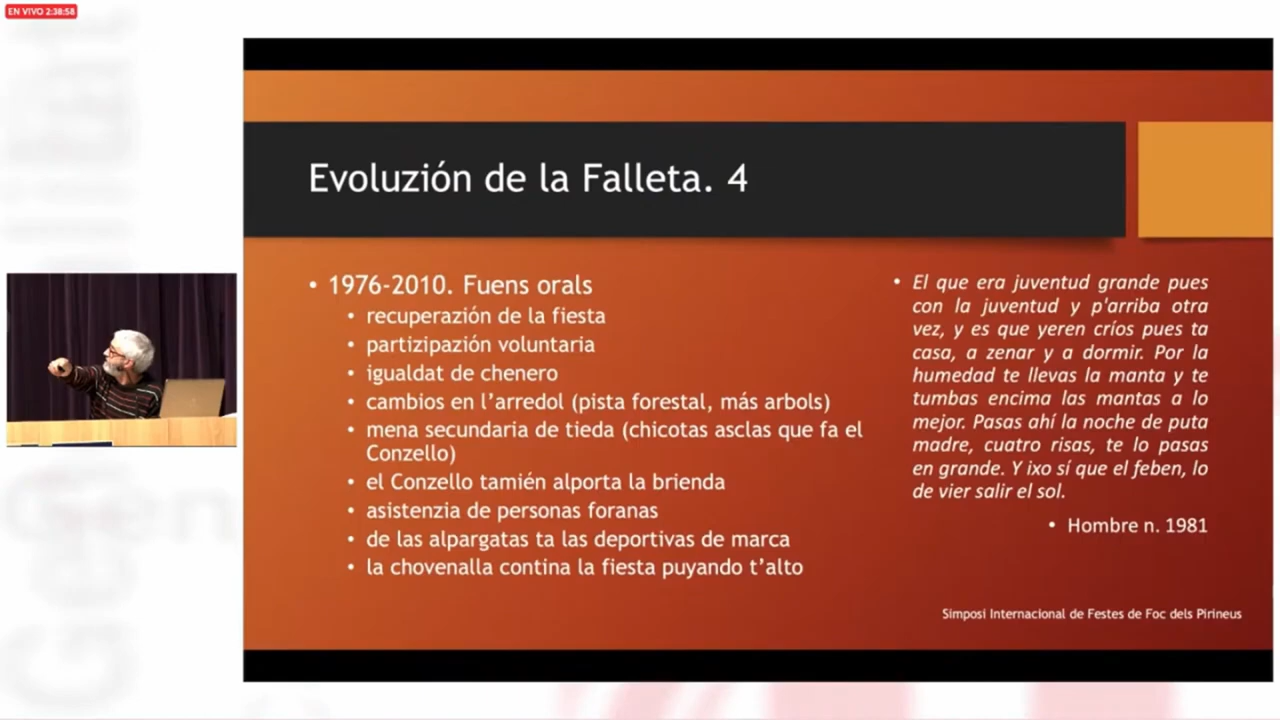 EN VIVO 2:38:58
Evoluzión de la Falleta. 4
• 1976-2010. Fuens orals
• recuperazión de la fiesta
• partizipazión voluntaria
• igualdat de chenero
• cambios en l'arredol (pista forestal, más arbols)
• mena secundaria de tieda (chicotas asclas que fa el
Conzello)
• el Conzello tamién alporta la brienda
• asistenzia de personas foranas
• de las alpargatas ta las deportivas de marca
• la chovenalla contina la fiesta puyando t'alto
• El que era juventud grande pues
con la juventud y p'arriba otra
vez, y es que yeren críos pues ta
casa, a zenar y a dormir. Por la
humedad te llevas la manta y te
tumbas encima las mantas a lo
mejor. Pasas ahí la noche de puta
madre, cuatro risas, te lo pasas
en grande. Y ixo sí que el feben, lo
de vier salir el sol.
• Hombre n. 1981
Simposi Internacional de Festes de Foc dels Pirineus